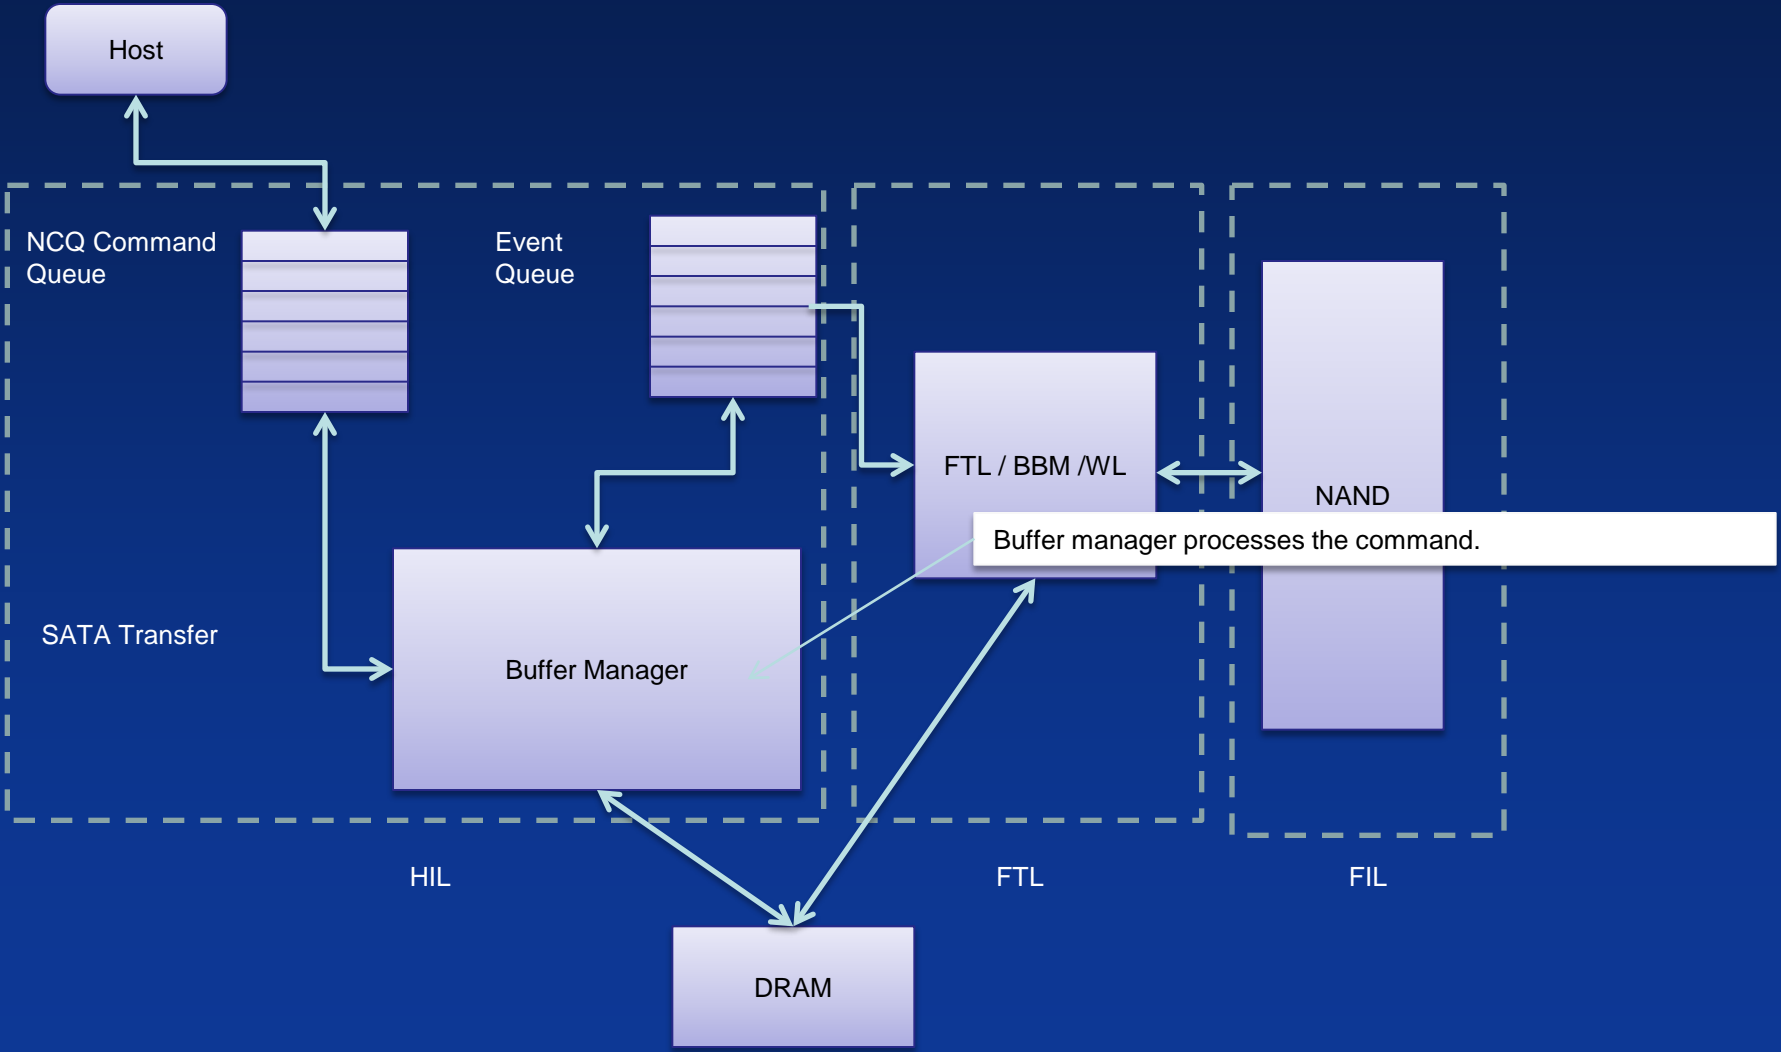 Host
NCQ Command
Queue
Event
Queue
FTL / BBM /WL
NAND
Buffer manager processes the command.
SATA Transfer
Buffer Manager
HIL
FTL
FIL
DRAM